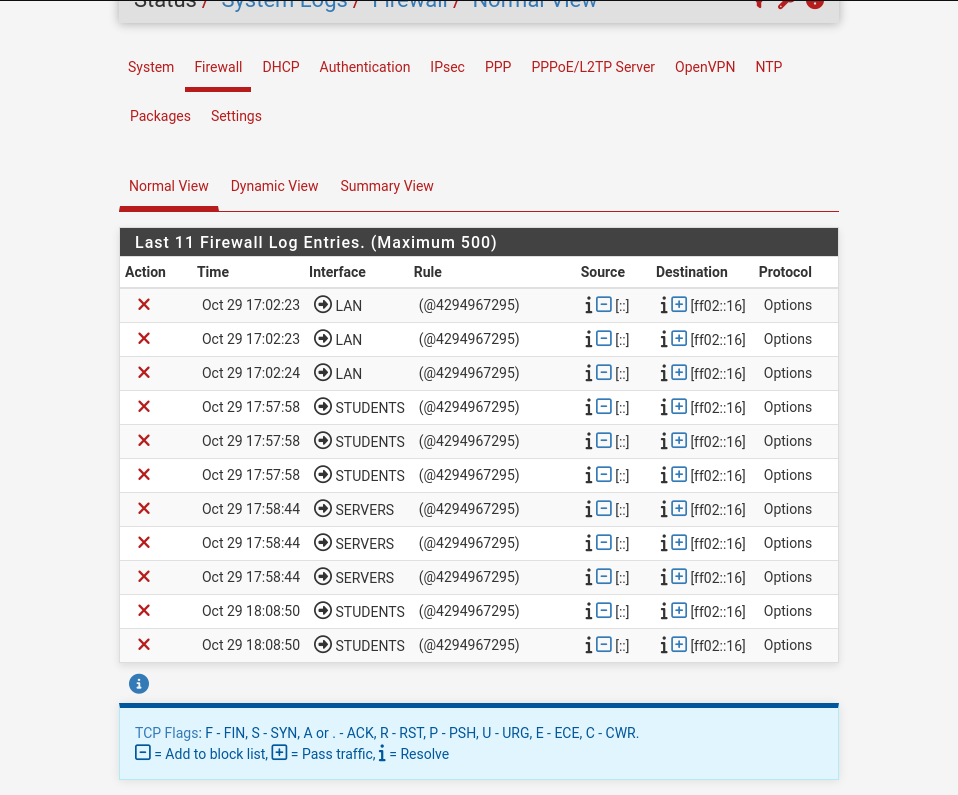 Status / System Logs / Firewall / Normal View
System Firewall DHCP Authentication IPsec PPP PPPoE/L2TP Server OpenVPN NTP
Packages Settings
Normal View Dynamic View Summary View
Last 11 Firewall Log Entries. (Maximum 500)
Action Time Interface Rule Source Destination Protocol
Oct 29 17:02:23 LAN (@4294967295) [::] [ff02::16] Options
Oct 29 17:02:23 LAN (@4294967295) [::] [ff02::16] Options
Oct 29 17:02:24 LAN (@4294967295) [::] [ff02::16] Options
Oct 29 17:57:58 STUDENTS (@4294967295) [::] [ff02::16] Options
Oct 29 17:57:58 STUDENTS (@4294967295) [::] [ff02::16] Options
Oct 29 17:57:58 STUDENTS (@4294967295) [::] [ff02::16] Options
Oct 29 17:58:44 SERVERS (@4294967295) [::] [ff02::16] Options
Oct 29 17:58:44 SERVERS (@4294967295) [::] [ff02::16] Options
Oct 29 17:58:44 SERVERS (@4294967295) [::] [ff02::16] Options
Oct 29 18:08:50 STUDENTS (@4294967295) [::] [ff02::16] Options
Oct 29 18:08:50 STUDENTS (@4294967295) [::] [ff02::16] Options
TCP Flags: F - FIN, S - SYN, A or . - ACK, R - RST, P - PSH, U - URG, E - ECE, C - CWR.
= Add to block list, = Pass traffic, = Resolve